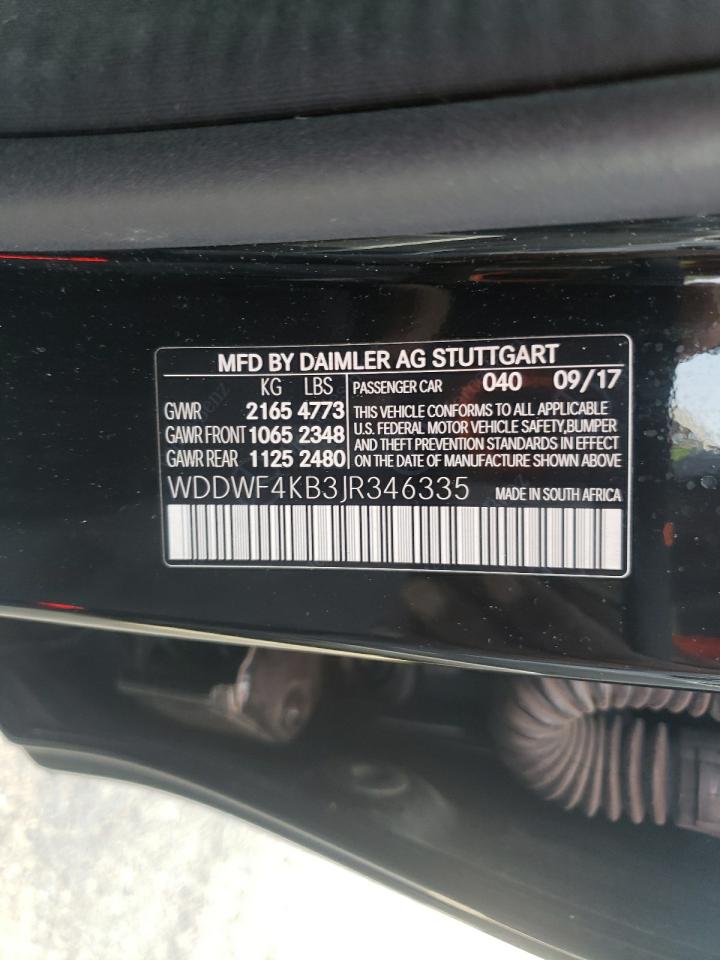 MFD BY DAIMLER AG STUTTGART
KG LBS
GVWR 2165 4773
GAWR FRONT 1065 2348
GAWR REAR 1125 2480
PASSENGER CAR 040 09/17
THIS VEHICLE CONFORMS TO ALL APPLICABLE
U.S. FEDERAL MOTOR VEHICLE SAFETY,BUMPER
AND THEFT PREVENTION STANDARDS IN EFFECT
ON THE DATE OF MANUFACTURE SHOWN ABOVE
WDDWF4KB3JR346335 MADE IN SOUTH AFRICA